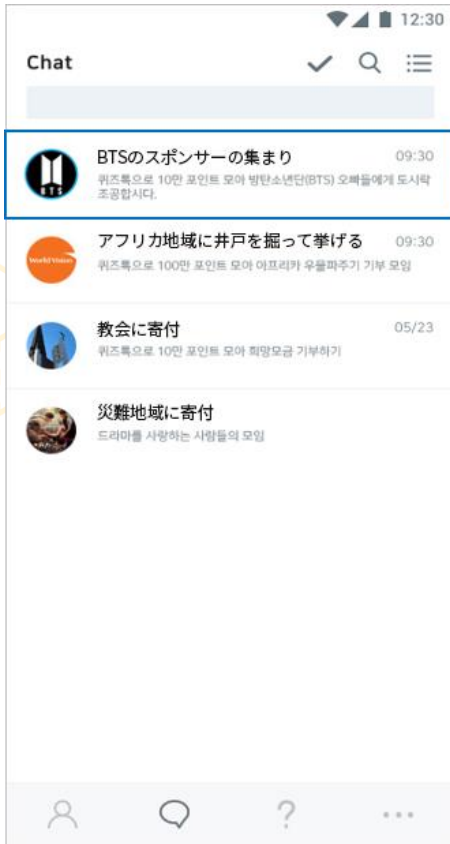 12:30
Chat
BTSのスポンサーの集まり
09:30
퀴즈톡으로 10만 포인트 모아 방탄소년단(BTS) 오빠들에게 도시락
조공합시다.
BTS
アフリカ地域に井戸を掘って挙げる
09:30
World Vision
퀴즈톡으로 100만 포인트 모아 아프리카 우물파주기 기부 모임
教会に寄付
05/23
퀴즈톡으로 10만 포인트 모아 희망모금 기부하기
災難地域に寄付
드라마를 사랑하는 사람들의 모임